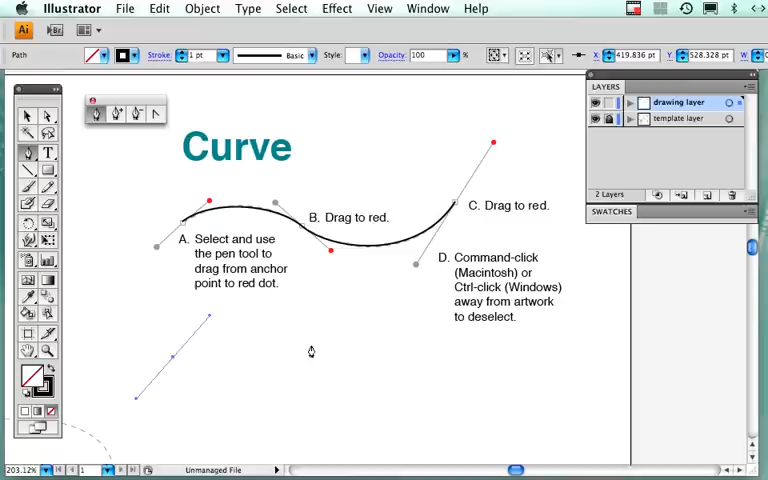 Illustrator File Edit Object Type Select Effect View Window Help
Ai Br
Path Stroke: 1 pt Basic Style: Opacity: 100 % X: 419.836 pt Y: 528.328 pt W
LAYERS
drawing layer
template layer
2 Layers
SWATCHES
Curve
A. Select and use
the pen tool to
drag from anchor
point to red dot.
B. Drag to red.
C. Drag to red.
D. Command-click
(Macintosh) or
Ctrl-click (Windows)
away from artwork
to deselect.
203.12% 1 Unmanaged File